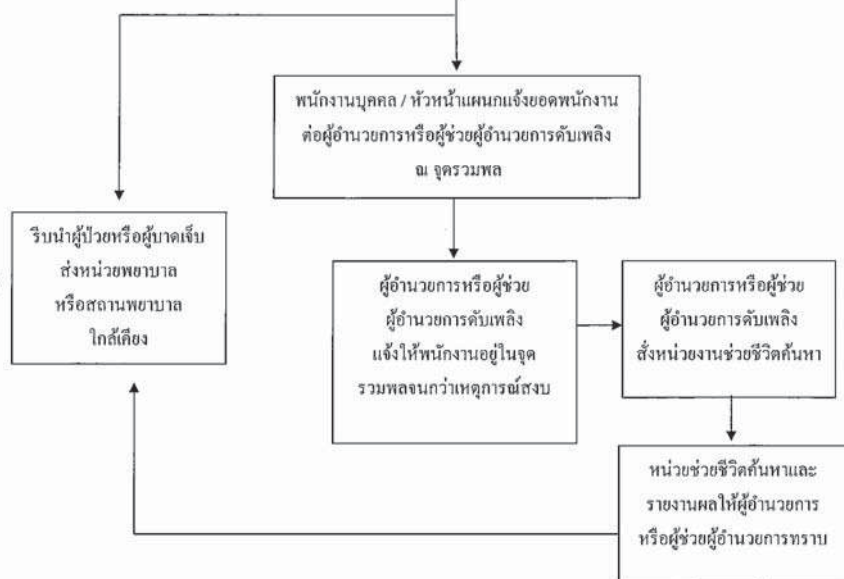 พนักงานบุคคล / หัวหน้าแผนกแจ้งยอดพนักงาน
ต่อผู้อำนวยการหรือผู้ช่วยผู้อำนวยการดับเพลิง
ณ จุดรวมพล
รีบนำผู้ป่วยหรือผู้บาดเจ็บ
ส่งหน่วยพยาบาล
หรือสถานพยาบาล
ใกล้เคียง
ผู้อำนวยการหรือผู้ช่วย
ผู้อำนวยการดับเพลิง
แจ้งให้พนักงานอยู่ในจุด
รวมพลจนกว่าเหตุการณ์สงบ
ผู้อำนวยการหรือผู้ช่วย
ผู้อำนวยการดับเพลิง
สั่งหน่วยงานช่วยชีวิตค้นหา
หน่วยช่วยชีวิตค้นหาและ
รายงานผลให้ผู้อำนวยการ
หรือผู้ช่วยผู้อำนวยการทราบ